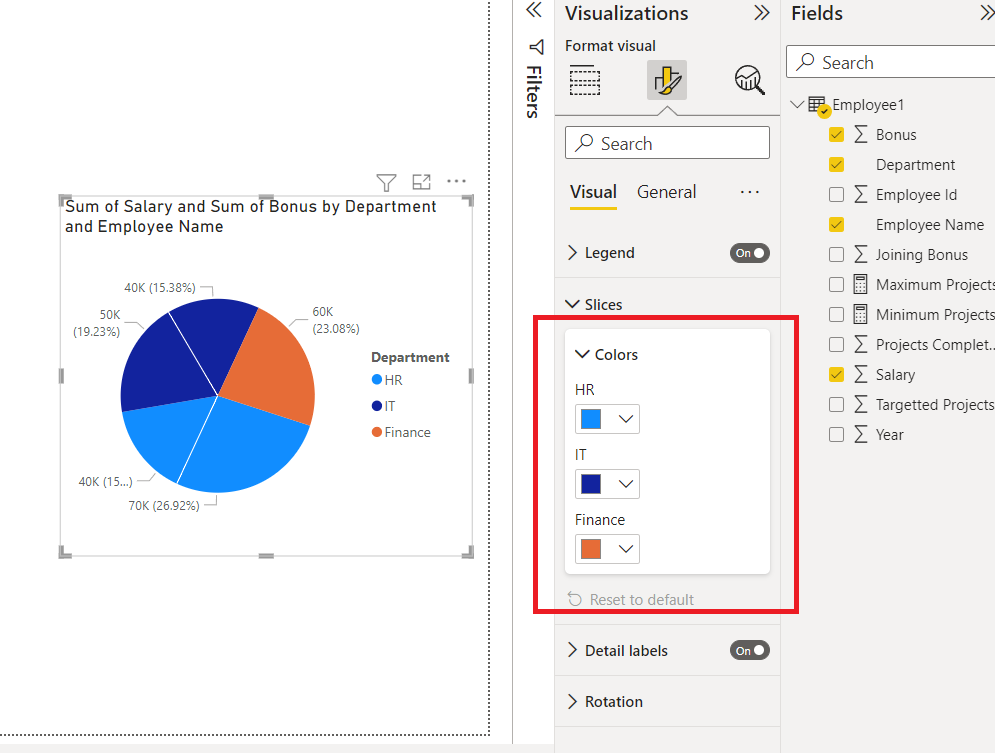 Sum of Salary and Sum of Bonus by Department
and Employee Name
40K (15.38%)
50K
(19.23%)
60K
(23.08%)
40K (15...)
70K (26.92%)
Department
HR
IT
Finance
Filters
Visualizations
Format visual
Search
Visual
General
...
Legend
On
Slices
Colors
HR
IT
Finance
Reset to default
Detail labels
On
Rotation
Fields
Search
Employee1
Bonus
Department
Employee Id
Employee Name
Joining Bonus
Maximum Projects
Minimum Projects
Projects Complet...
Salary
Targetted Projects
Year